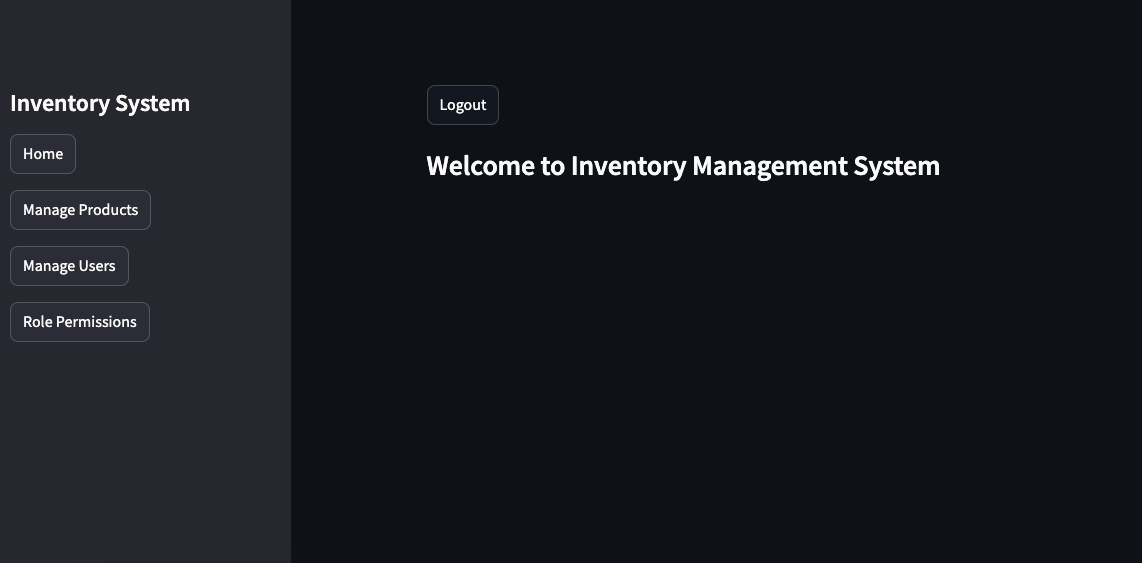 Inventory System
Home
Manage Products
Manage Users
Role Permissions
Logout
Welcome to Inventory Management System